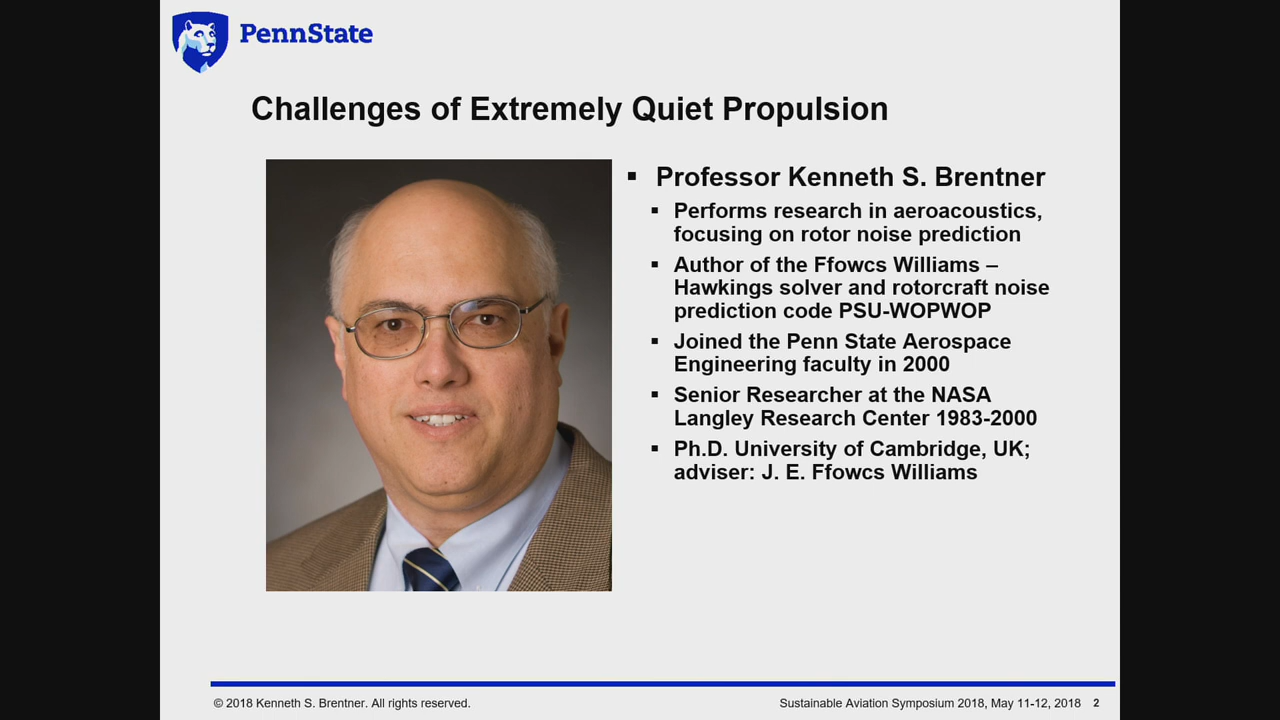 PennState
Challenges of Extremely Quiet Propulsion
▪ Professor Kenneth S. Brentner
▪ Performs research in aeroacoustics,
focusing on rotor noise prediction
▪ Author of the Ffowcs Williams –
Hawkings solver and rotorcraft noise
prediction code PSU-WOPWOP
▪ Joined the Penn State Aerospace
Engineering faculty in 2000
▪ Senior Researcher at the NASA
Langley Research Center 1983-2000
▪ Ph.D. University of Cambridge, UK;
adviser: J. E. Ffowcs Williams
© 2018 Kenneth S. Brentner. All rights reserved.
Sustainable Aviation Symposium 2018, May 11-12, 2018 2